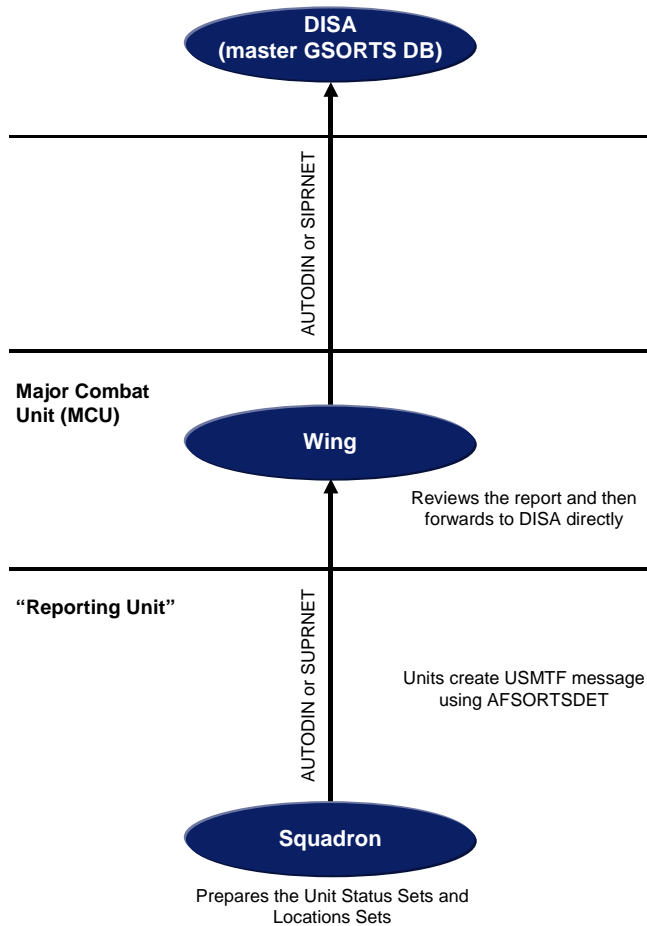 DISA
(master GSORTS DB)
AUTODIN or SIPRNET
Major Combat
Unit (MCU)
Wing
Reviews the report and then
forwards to DISA directly
“Reporting Unit”
AUTODIN or SUPRNET
Units create USMTF message
using AFSORTSDET
Squadron
Prepares the Unit Status Sets and
Locations Sets